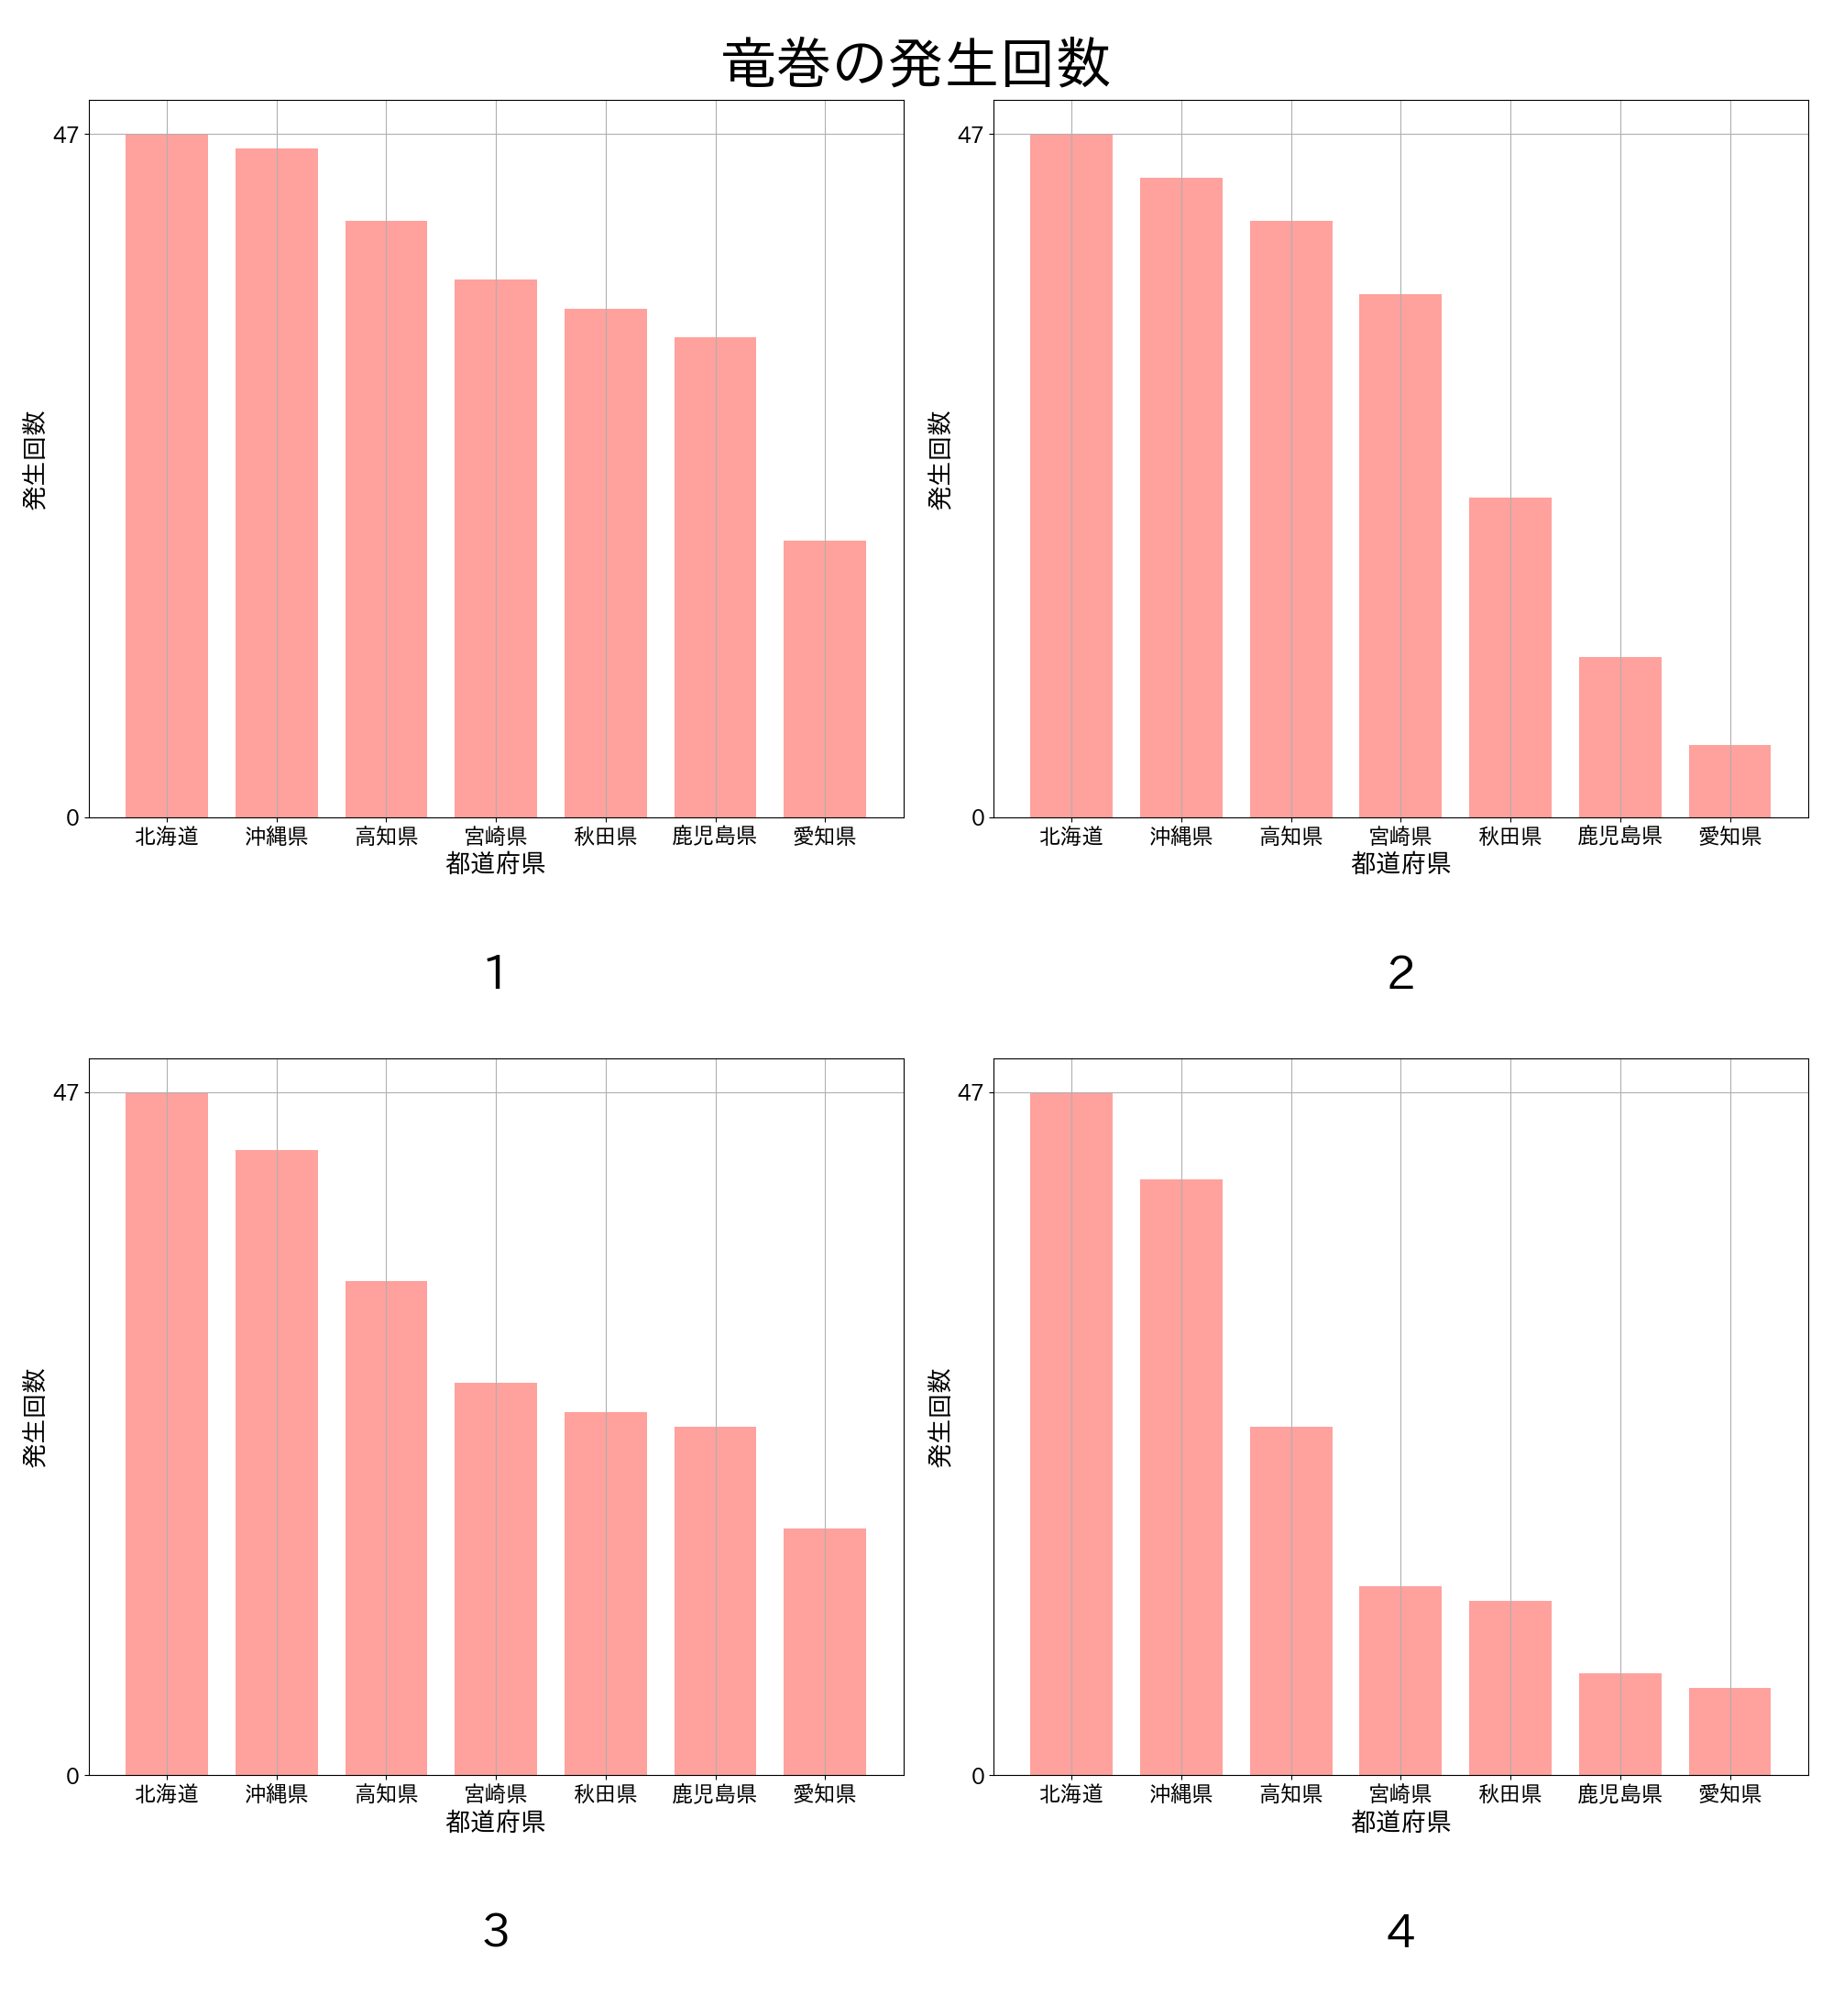 竜巻の発生回数
47
発生回数
0
北海道 沖縄県 高知県 宮崎県 秋田県 鹿児島県 愛知県
都道府県
1
47
発生回数
0
北海道 沖縄県 高知県 宮崎県 秋田県 鹿児島県 愛知県
都道府県
2
47
発生回数
0
北海道 沖縄県 高知県 宮崎県 秋田県 鹿児島県 愛知県
都道府県
3
47
発生回数
0
北海道 沖縄県 高知県 宮崎県 秋田県 鹿児島県 愛知県
都道府県
4